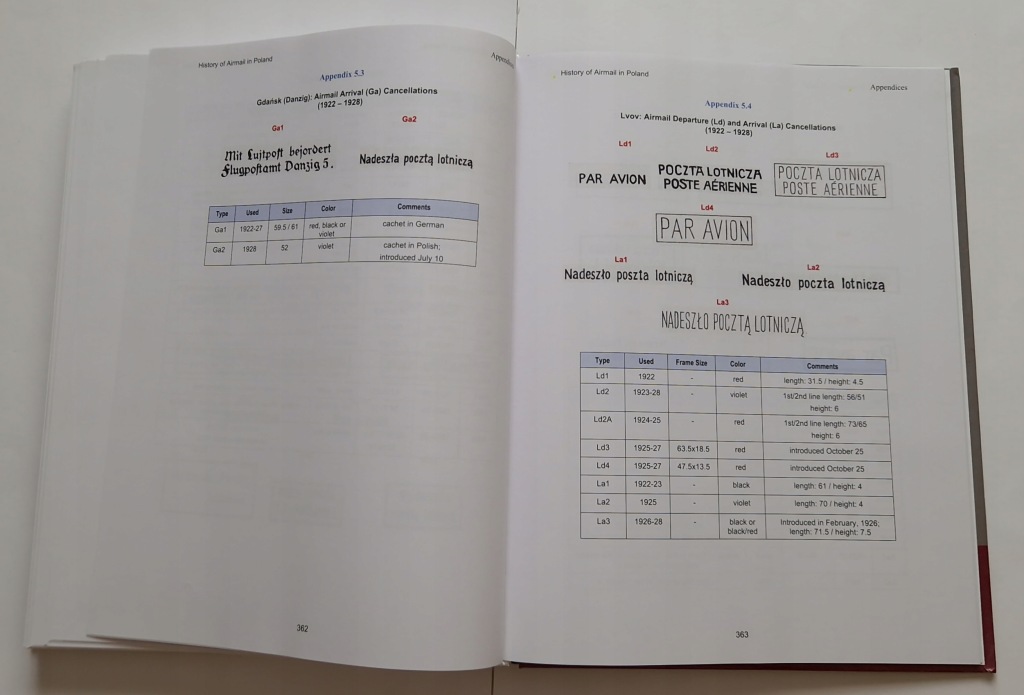 History of Airmail in Poland
Appendix 5.3
Gdańsk (Danzig): Airmail Arrival (Ga) Cancellations
(1922 – 1928)
Ga1
Ga2
Mit Luftpost befordert
Flugpostamt Danzig 5.
Nadeszła pocztą lotniczą
Type Used Size Color Comments
Ga1 1922-27 59.5 / 61 red, black or violet cachet in German
Ga2 1928 52 violet cachet in Polish; introduced July 10
362
History of Airmail in Poland
Appendices
Appendix 5.4
Lvov: Airmail Departure (Ld) and Arrival (La) Cancellations
(1922 – 1928)
Ld1
Ld2
Ld3
PAR AVION
POCZTA LOTNICZA
POSTE AÉRIENNE
POCZTA LOTNICZA
POSTE AÉRIENNE
Ld4
PAR AVION
La1
La2
Nadeszło poszta lotniczą
Nadeszło poczta lotniczą
La3
NADESZŁO POCZTĄ LOTNICZĄ
Type Used Frame Size Color Comments
Ld1 1922 - red length: 31.5 / height: 4.5
Ld2 1923-28 - violet 1st/2nd line length: 56/51 height: 6
Ld2A 1924-25 - red 1st/2nd line length: 73/65 height: 6
Ld3 1925-27 63.5x18.5 red introduced October 25
Ld4 1925-27 47.5x13.5 red introduced October 25
La1 1922-23 - black length: 61 / height: 4
La2 1925 - violet length: 70 / height: 4
La3 1926-28 - black or black/red Introduced in February, 1926; length: 71.5 / height: 7.5
363